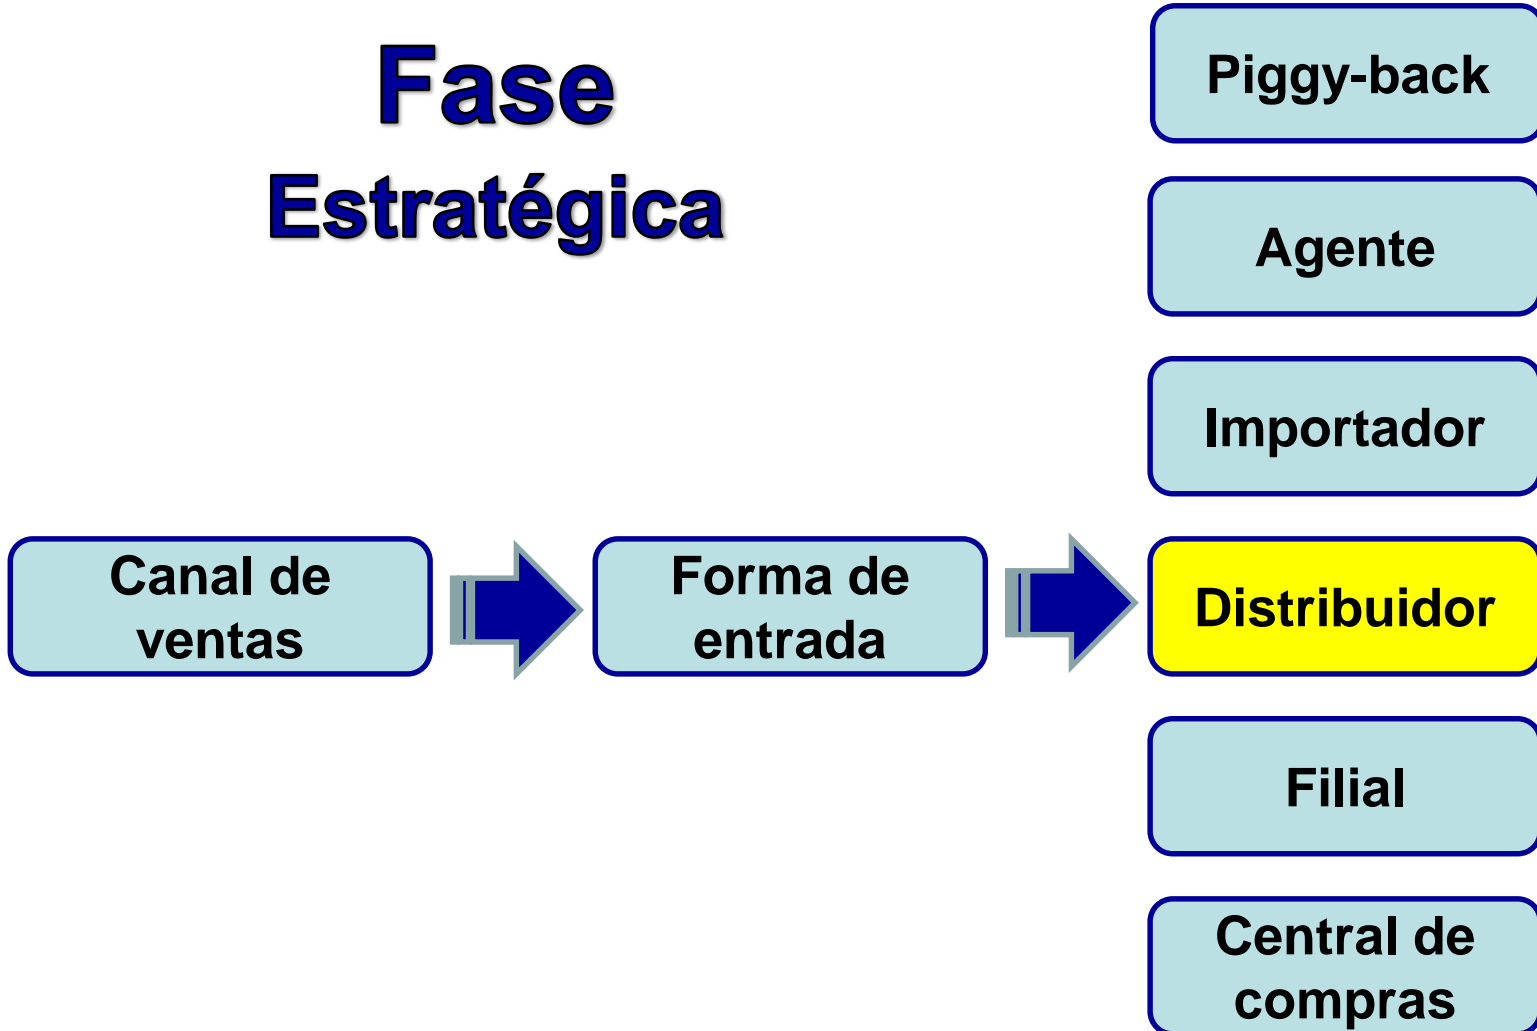 Fase
Estratégica
Piggy-back
Agente
Importador
Canal de
ventas
Forma de
entrada
Distribuidor
Filial
Central de
compras